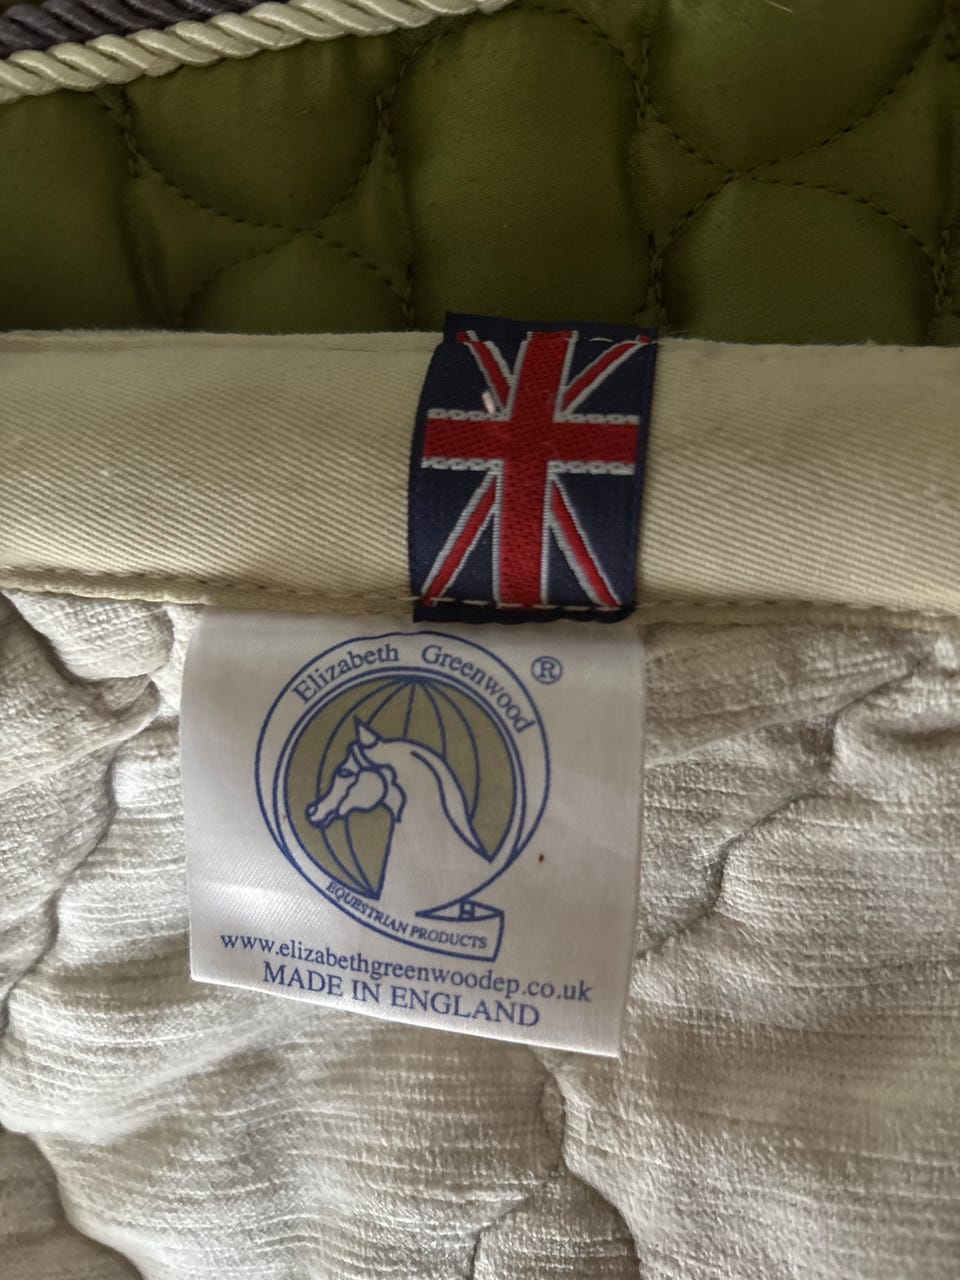 Elizabeth Greenwood ®
EQUESTRIAN PRODUCTS
www.elizabethgreenwoodep.co.uk
MADE IN ENGLAND